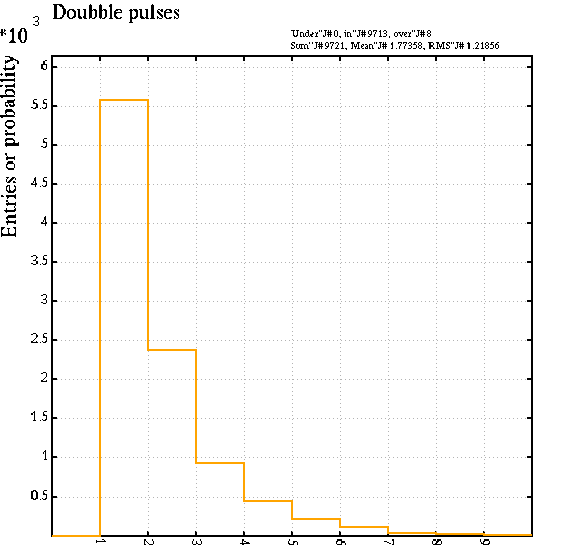 Doubble pulses
*10 3
Under"J#0, in"J#9713, over"J#8
Sum"J#9721, Mean"J#1.77358, RMS"J#1.21856
Entries or probability
6
5.5
5
4.5
4
3.5
3
2.5
2
1.5
1
0.5
1 2 3 4 5 6 7 8 9